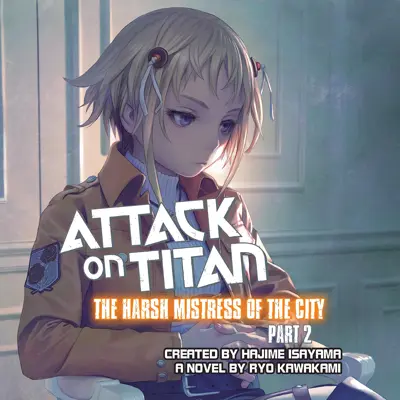 ATTACK
ON TITAN
THE HARSH MISTRESS OF THE CITY
PART 2
CREATED BY HAJIME ISAYAMA
A NOVEL BY RYO KAWAKAMI